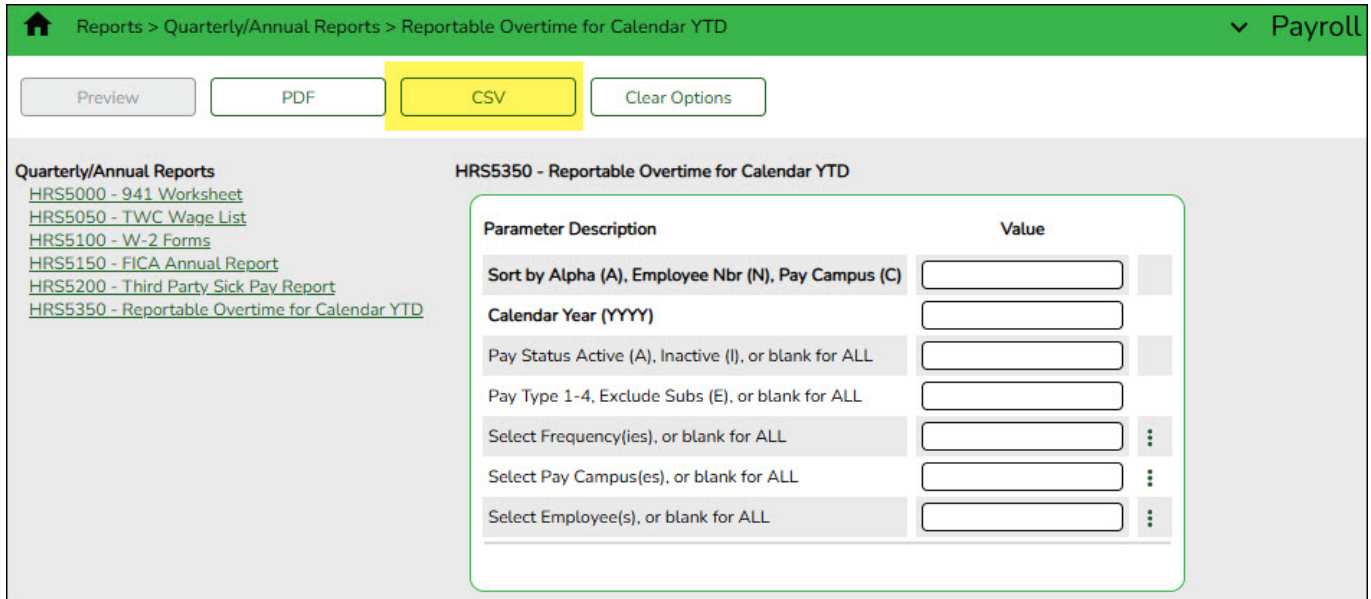 Reports > Quarterly/Annual Reports > Reportable Overtime for Calendar YTD
Payroll
Preview
PDF
CSV
Clear Options
Quarterly/Annual Reports
HRS5000 - 941 Worksheet
HRS5050 - TWC Wage List
HRS5100 - W-2 Forms
HRS5150 - FICA Annual Report
HRS5200 - Third Party Sick Pay Report
HRS5350 - Reportable Overtime for Calendar YTD
HRS5350 - Reportable Overtime for Calendar YTD
Parameter Description Value
Sort by Alpha (A), Employee Nbr (N), Pay Campus (C)
Calendar Year (YYYY)
Pay Status Active (A), Inactive (I), or blank for ALL
Pay Type 1-4, Exclude Subs (E), or blank for ALL
Select Frequency(ies), or blank for ALL
Select Pay Campus(es), or blank for ALL
Select Employee(s), or blank for ALL